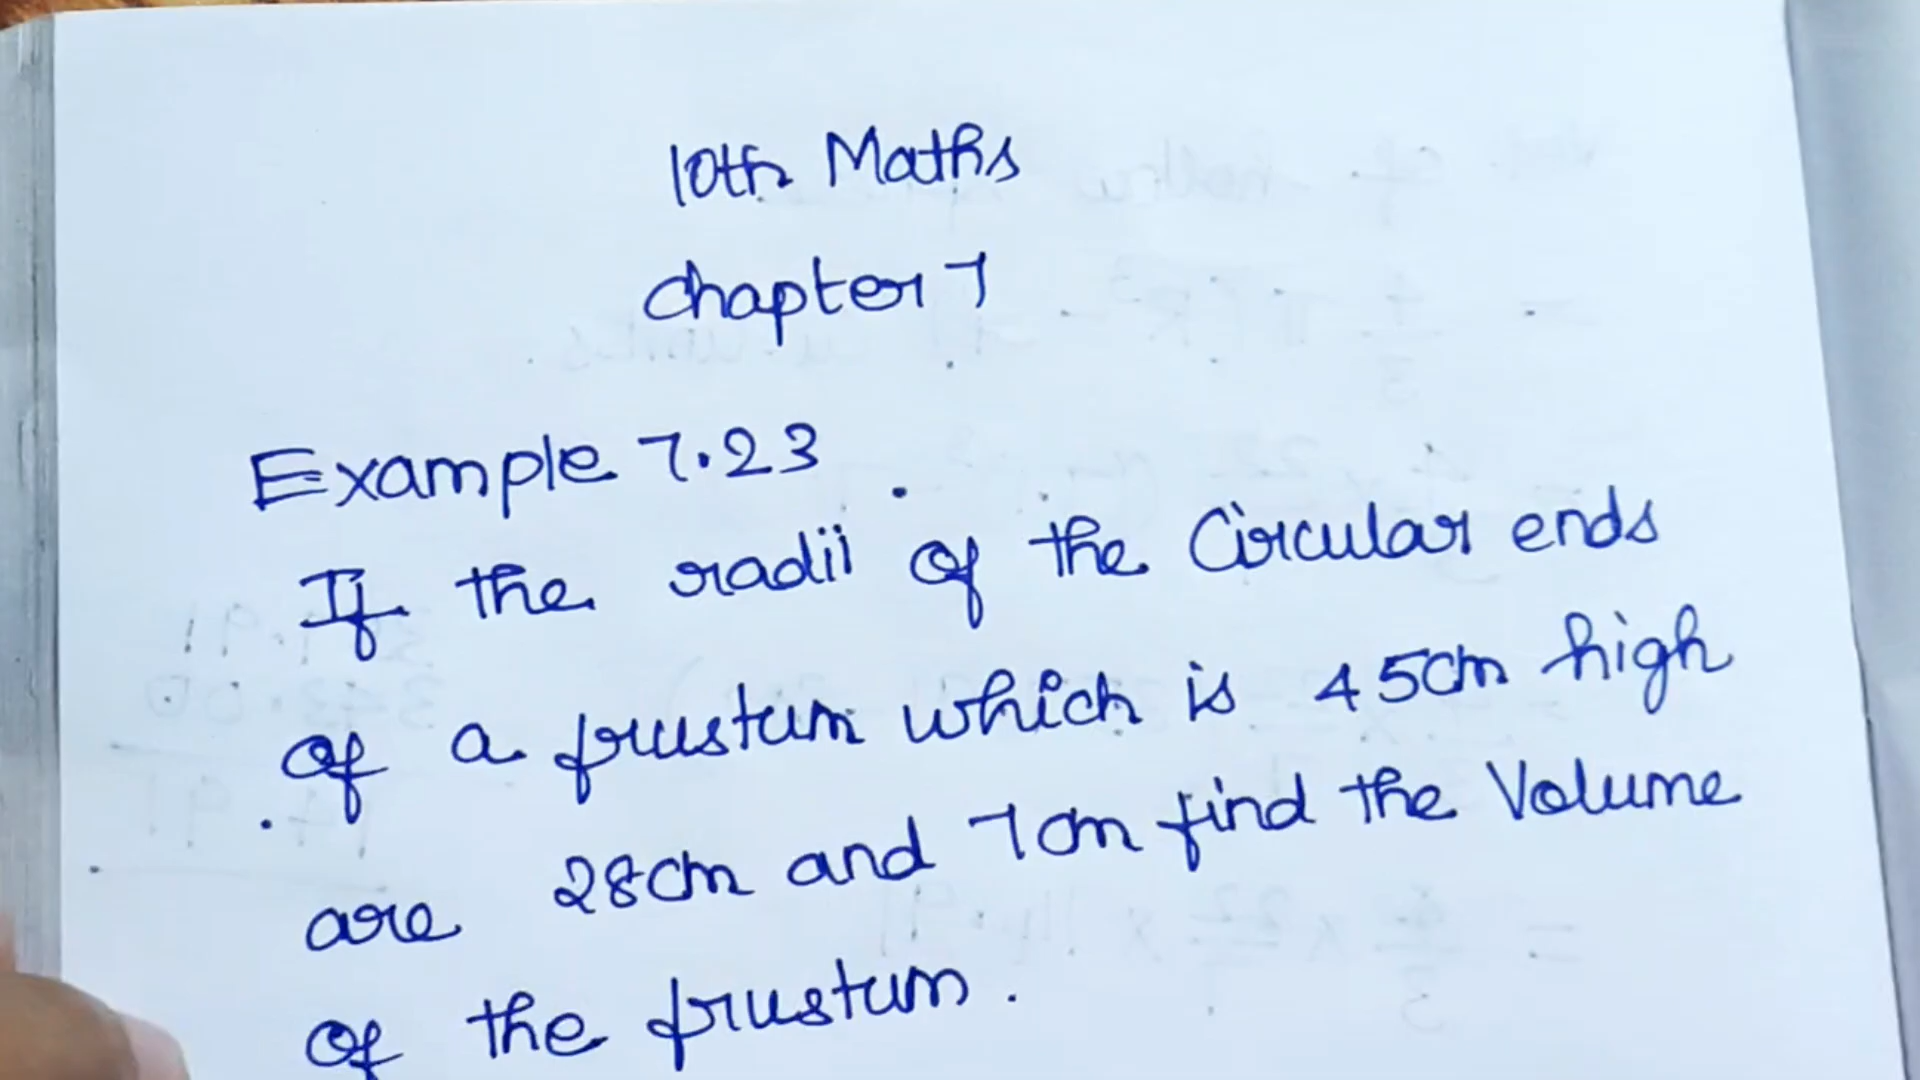 10th Maths
Chapter 7
Example 7.23
If the radii of the Circular ends
of a frustum which is 45cm high
are 28cm and 7cm find the Volume
of the frustum.